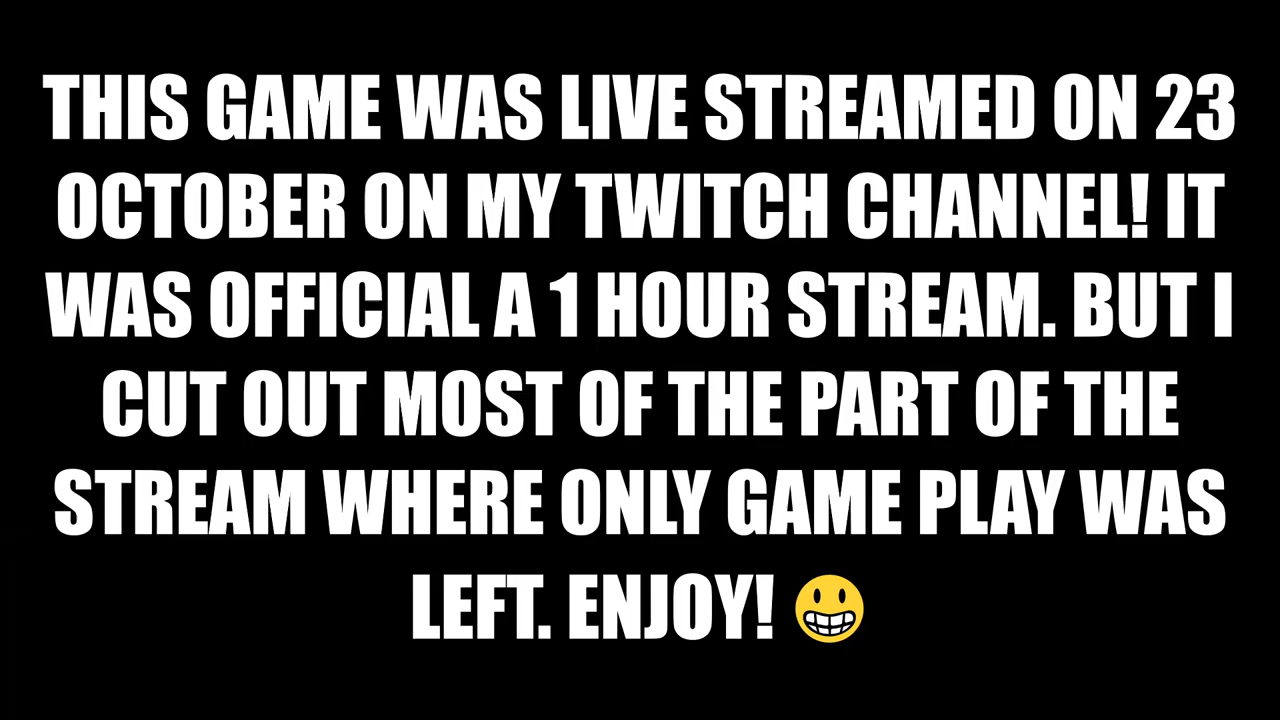 THIS GAME WAS LIVE STREAMED ON 23
OCTOBER ON MY TWITCH CHANNEL! IT
WAS OFFICIAL A 1 HOUR STREAM. BUT I
CUT OUT MOST OF THE PART OF THE
STREAM WHERE ONLY GAME PLAY WAS
LEFT. ENJOY! 😀